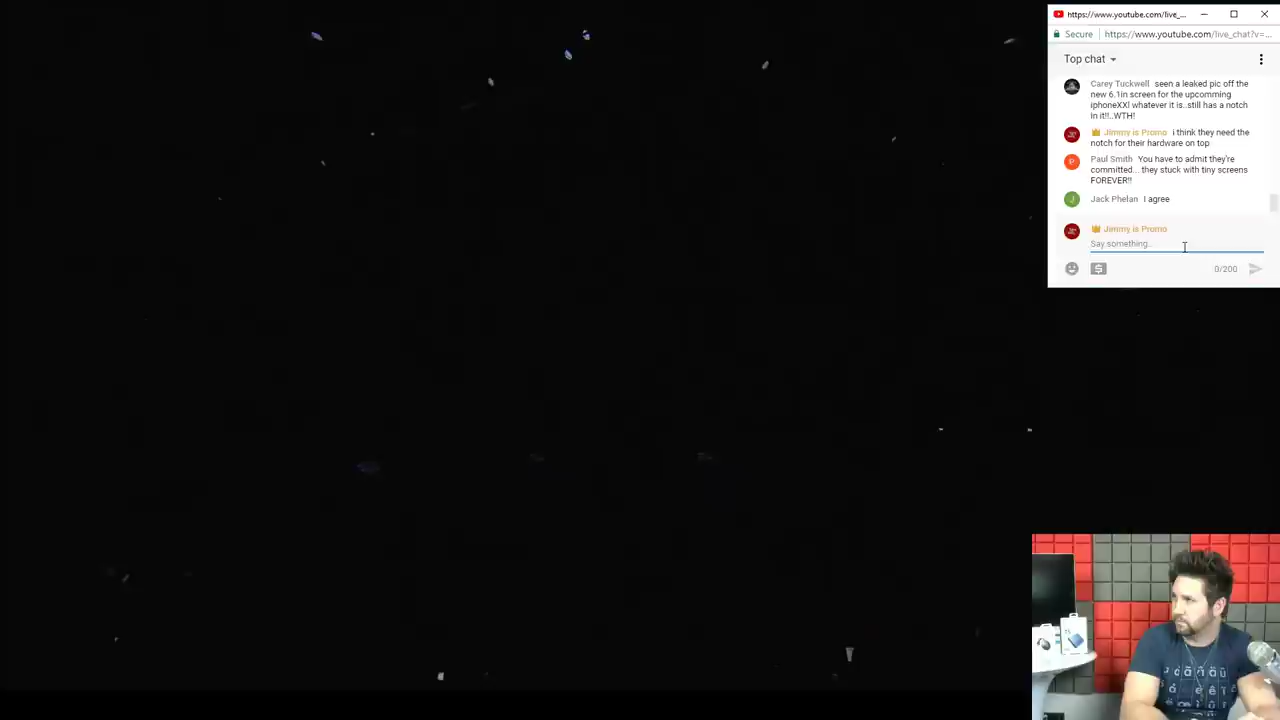 https://www.youtube.com/live_...
Secure
https://www.youtube.com/live_chat?v=...
Top chat
Carey Tuckwell seen a leaked pic off the
new 6.1in screen for the upcomming
iphoneXXl whatever it is..still has a notch
in it!!..WTH!
Jimmy is Promo i think they need the
notch for their hardware on top
Paul Smith You have to admit they're
committed... they stuck with tiny screens
FOREVER!!
Jack Phelan I agree
Jimmy is Promo
Say something...
0/200